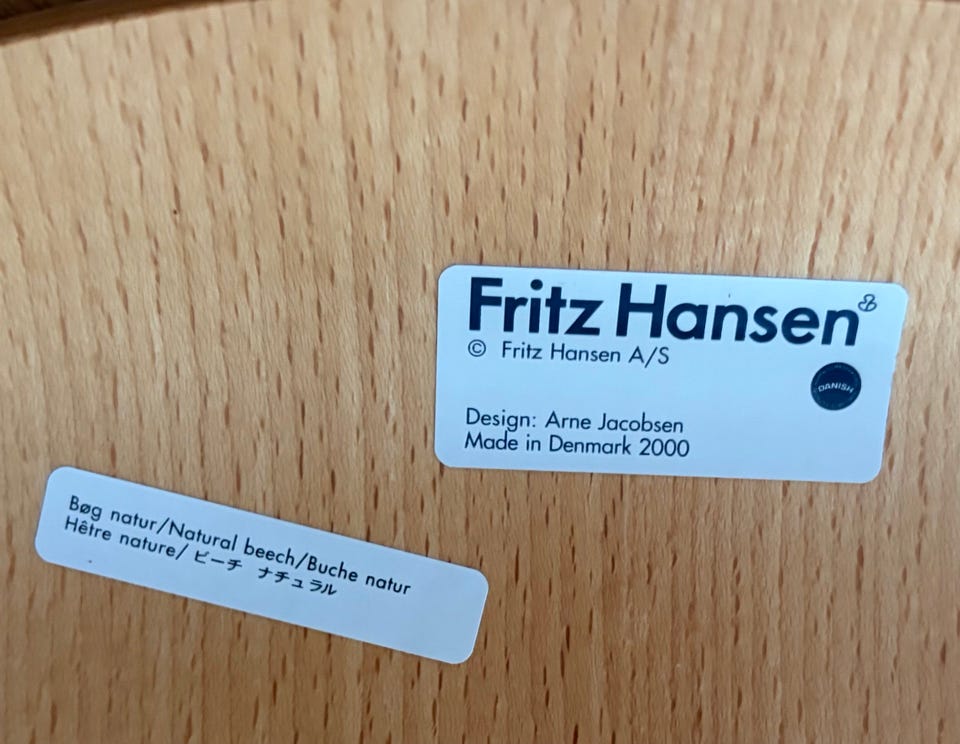 Fritz Hansen
© Fritz Hansen A/S
DANISH
Design: Arne Jacobsen
Made in Denmark 2000
Bøg natur/Natural beech/Buche natur
Hêtre nature/ ビーチ ナチュラル